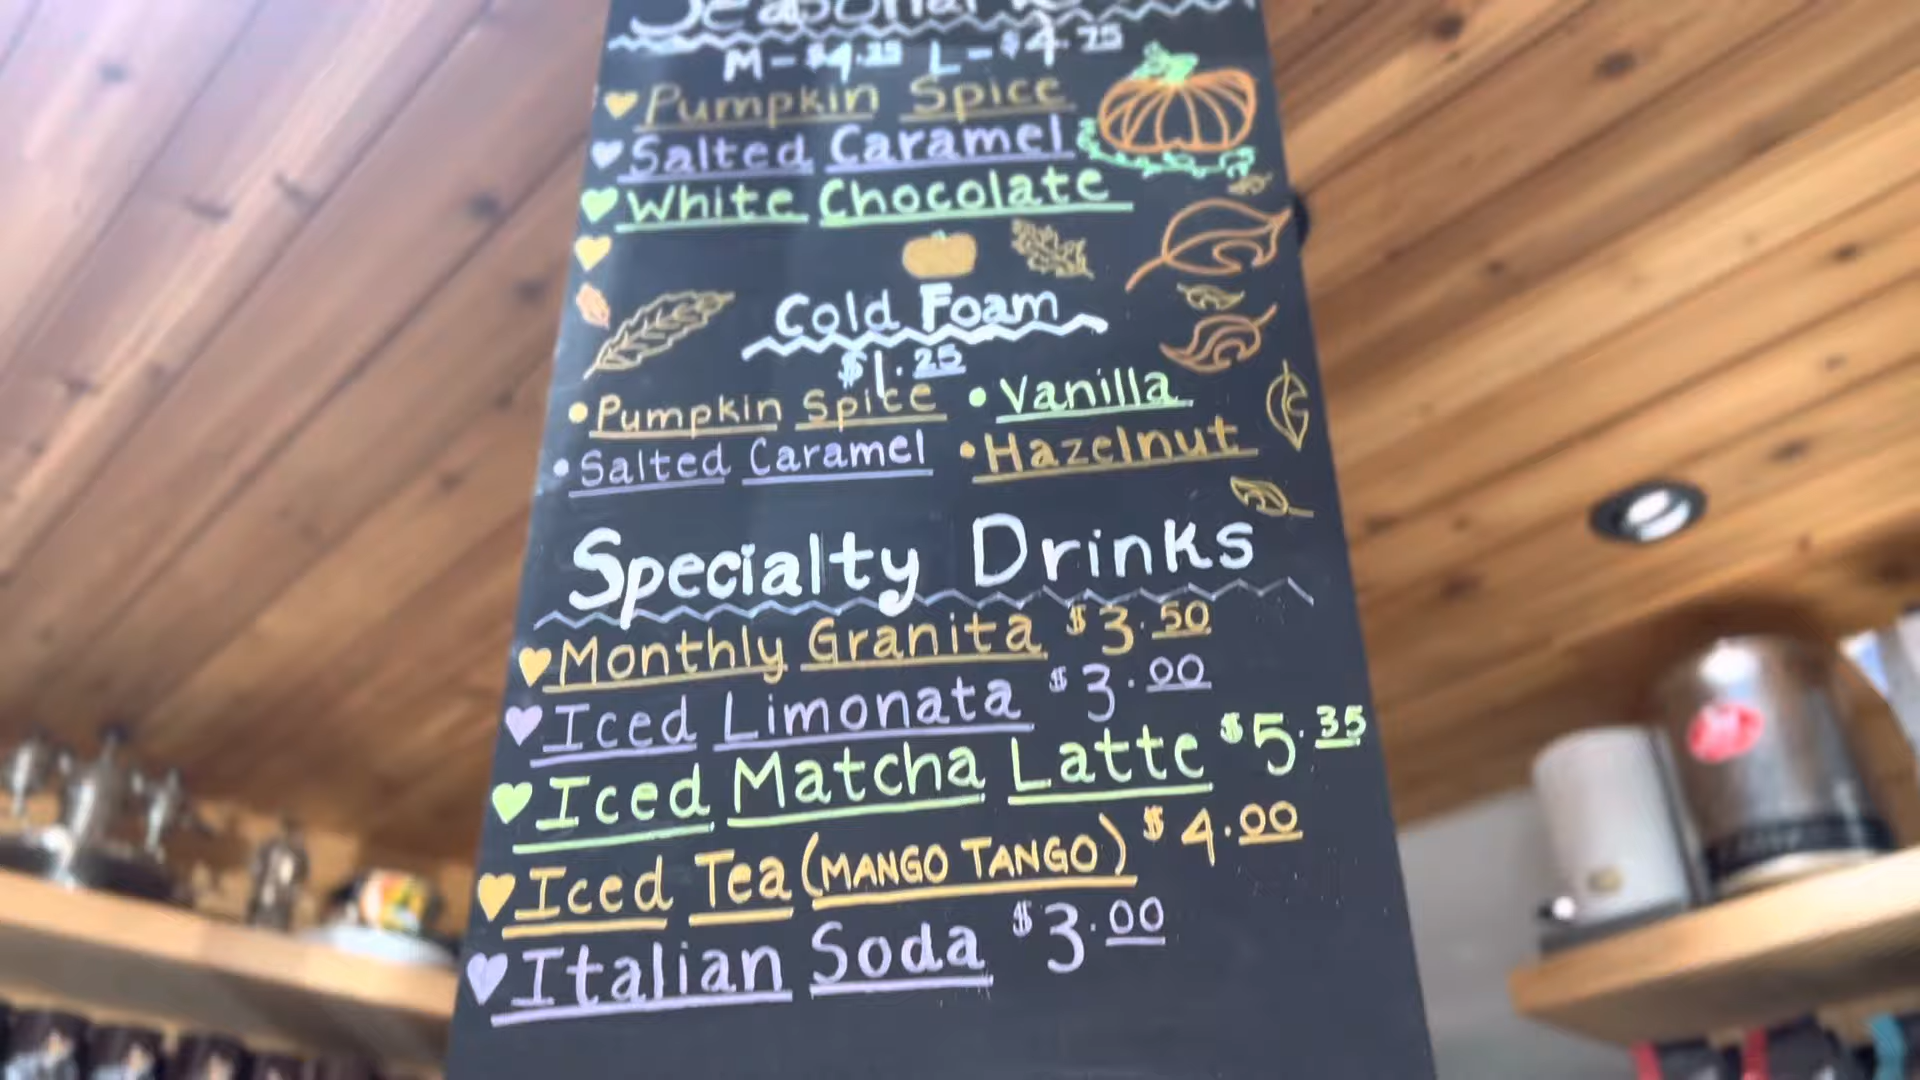 Seasonal
M - $4.25 L - $4.75
Pumpkin Spice
Salted Caramel
White Chocolate
Cold Foam
$1.25
• Pumpkin Spice • Vanilla
• Salted Caramel • Hazelnut
Specialty Drinks
Monthly Granita $3.50
Iced Limonata $3.00
Iced Matcha Latte $5.35
Iced Tea (MANGO TANGO) $4.00
Italian Soda $3.00